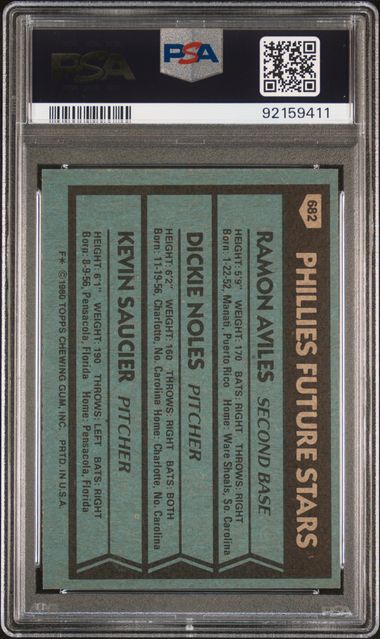 PSA
PSA
92159411
682
PHILLIES FUTURE STARS
RAMON AVILES SECOND BASE
HEIGHT: 5'9" WEIGHT: 170 BATS: RIGHT THROWS: RIGHT
Born: 1-22-52, Manati, Puerto Rico Home: Ware Shoals, So. Carolina
DICKIE NOLES PITCHER
HEIGHT: 6'2" WEIGHT: 160 THROWS: RIGHT BATS: BOTH
Born: 11-19-56, Charlotte, No. Carolina Home: Charlotte, No. Carolina
KEVIN SAUCIER PITCHER
HEIGHT: 6'1" WEIGHT: 190 THROWS: LEFT BATS: RIGHT
Born: 8-9-56, Pensacola, Florida Home: Pensacola, Florida
F* ©1980 TOPPS CHEWING GUM, INC. PRTD. IN U.S.A.